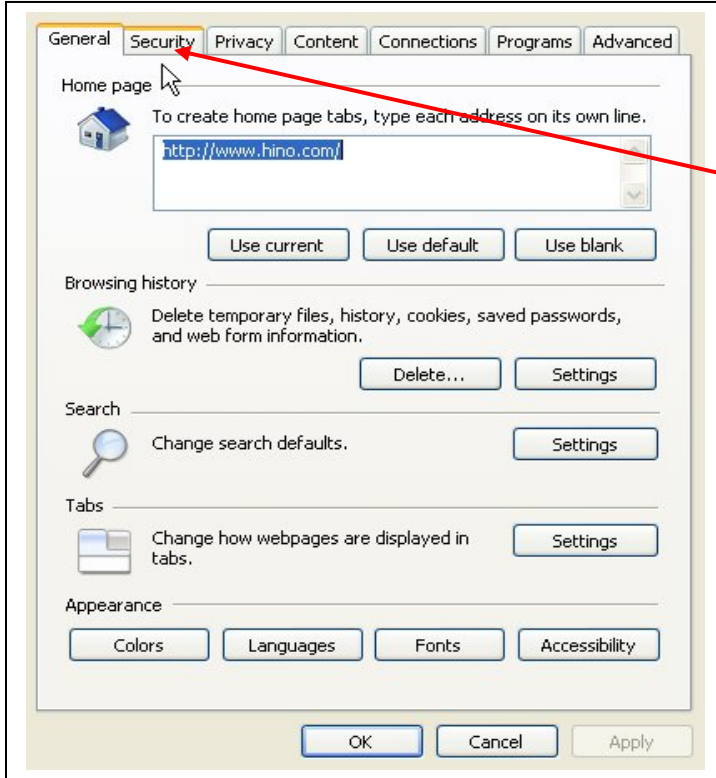 General Security Privacy Content Connections Programs Advanced
Home page
To create home page tabs, type each address on its own line.
http://www.hino.com/
Use current Use default Use blank
Browsing history
Delete temporary files, history, cookies, saved passwords,
and web form information.
Delete... Settings
Search
Change search defaults. Settings
Tabs
Change how webpages are displayed in
tabs.
Settings
Appearance
Colors Languages Fonts Accessibility
OK Cancel Apply